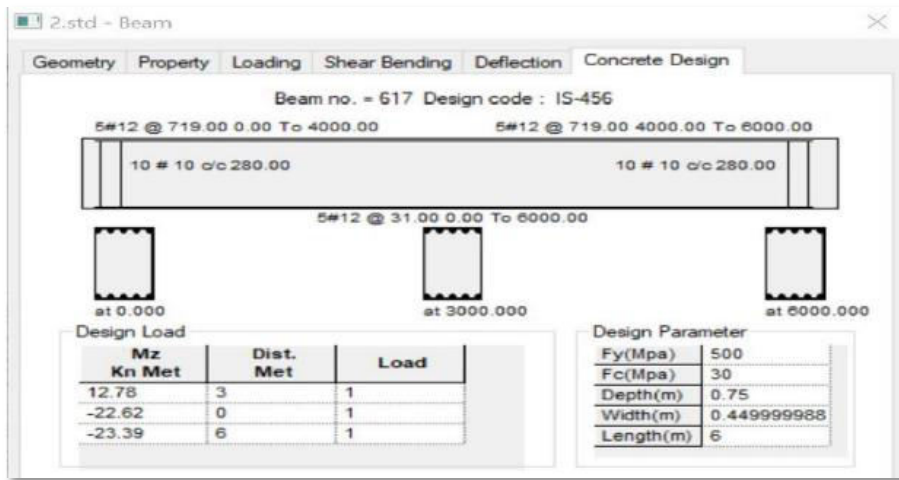 2.std - Beam
Geometry Property Loading Shear Bending Deflection Concrete Design
Beam no. = 617 Design code : IS-456
5#12 @ 719.00 0.00 To 4000.00 5#12 @ 719.00 4000.00 To 6000.00
10 # 10 c/c 280.00 10 # 10 c/c 280.00
5#12 @ 31.00 0.00 To 6000.00
at 0.000 at 3000.000 at 6000.000
Design Load Design Parameter
Mz Dist. Load
Kn Met Met
12.78 3 1
-22.62 0 1
-23.39 6 1
Fy(Mpa) 500
Fc(Mpa) 30
Depth(m) 0.75
Width(m) 0.449999988
Length(m) 6